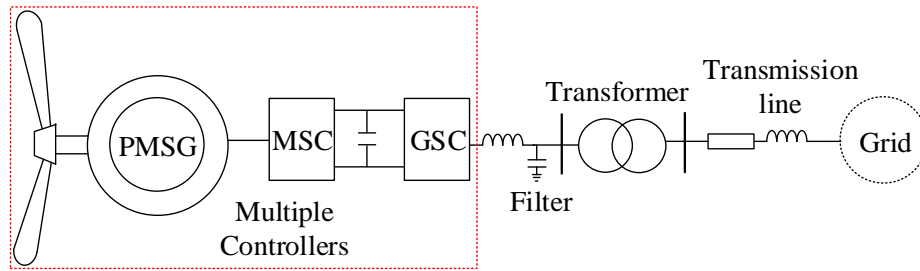 PMSG
MSC
GSC
Multiple
Controllers
Filter
Transformer
Transmission
line
Grid